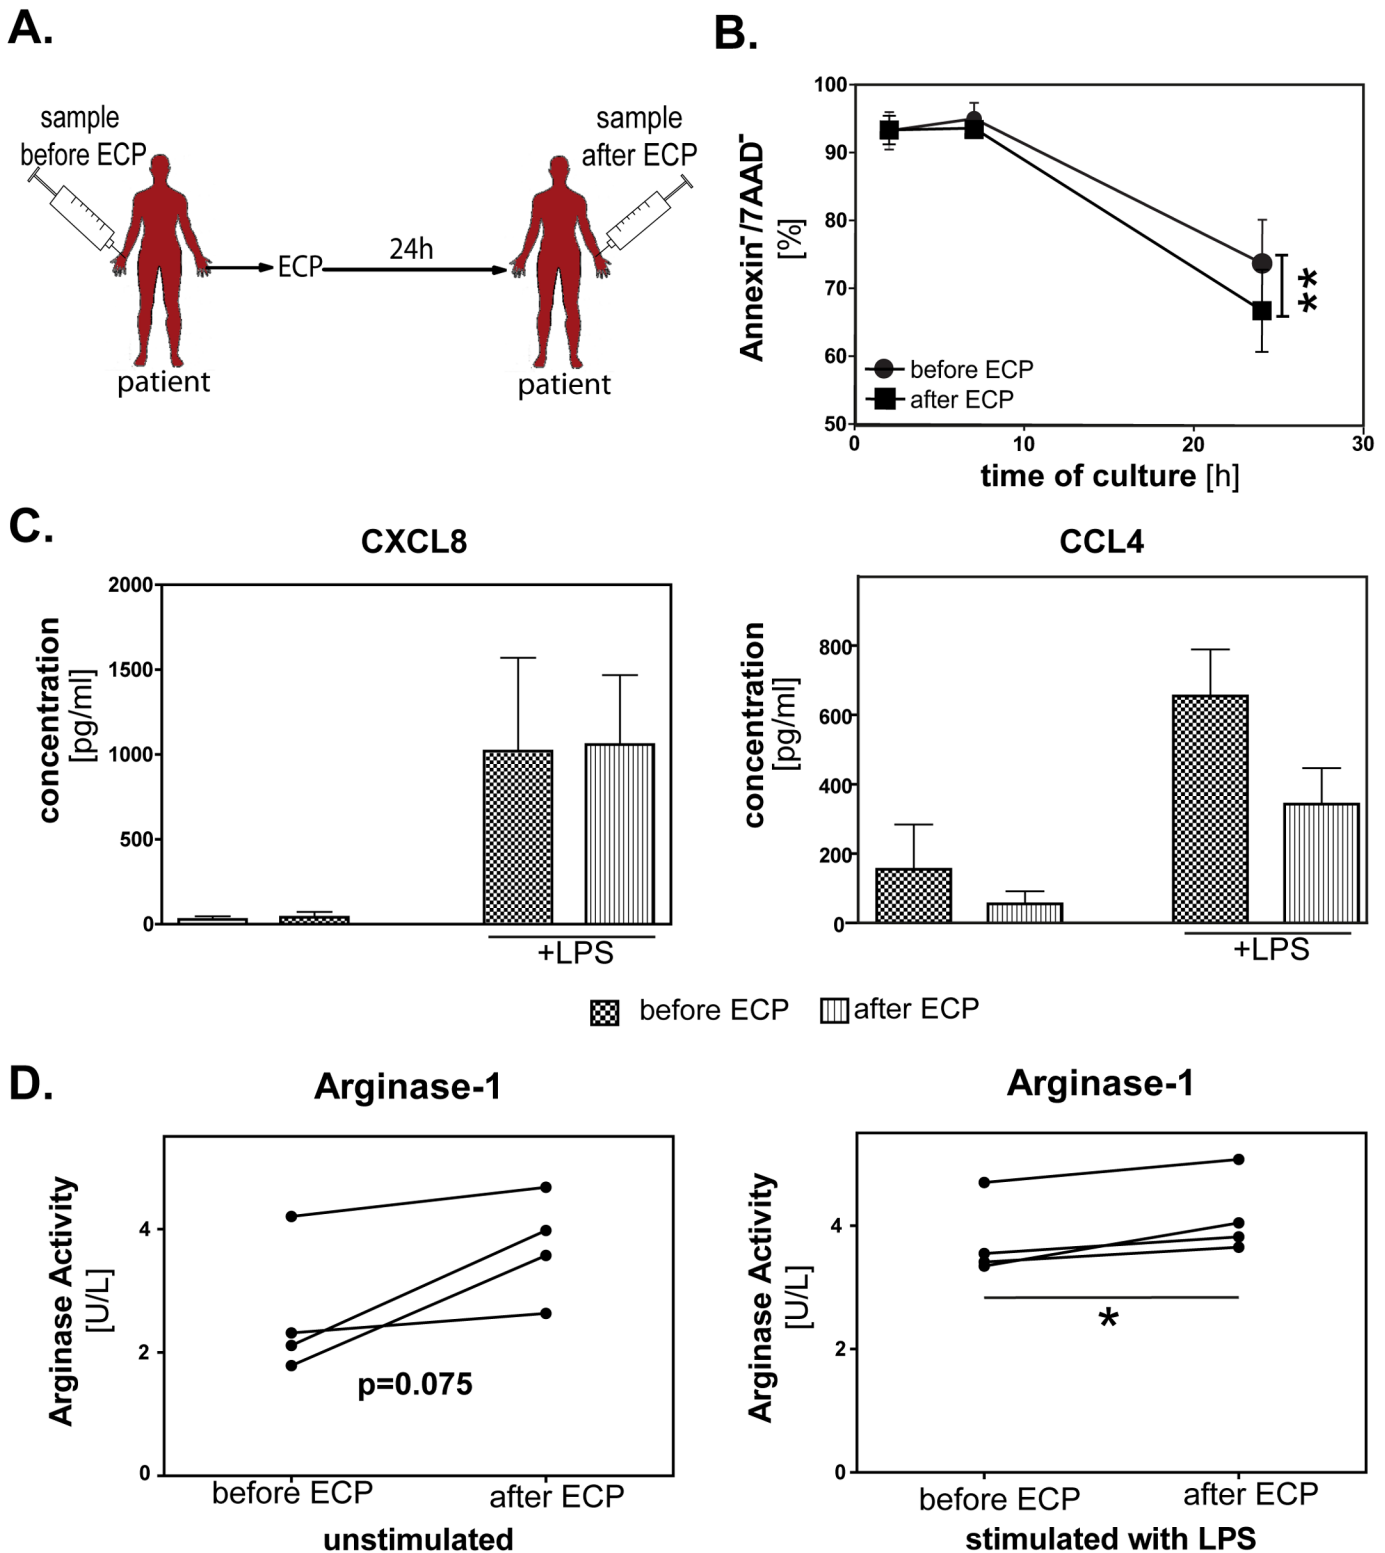 A.
sample
before ECP
sample
after ECP
ECP
24h
patient
patient
B.
Annexin⁻/7AAD⁻
[%]
100
90
80
70
60
50
**
before ECP
after ECP
0
10
20
30
time of culture [h]
C.
CXCL8
concentration
[pg/ml]
2000
1500
1000
500
0
+LPS
CCL4
concentration
[pg/ml]
800
600
400
200
0
+LPS
before ECP
after ECP
D.
Arginase-1
Arginase Activity
[U/L]
4
2
0
p=0.075
before ECP
after ECP
unstimulated
Arginase-1
Arginase Activity
[U/L]
4
2
0
*
before ECP
after ECP
stimulated with LPS